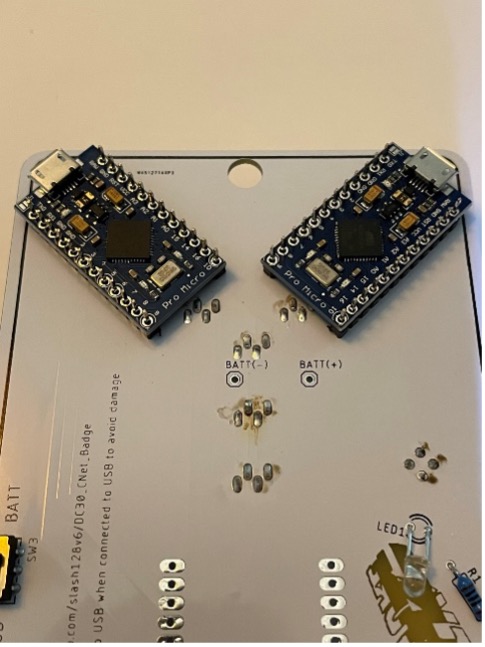 Pro Micro
Pro Micro
BATT(-)
BATT(+)
om/slash128v6/DC30_CNet_Badge
USB when connected to USB to avoid damage
BATT
SW3
LED1
R1